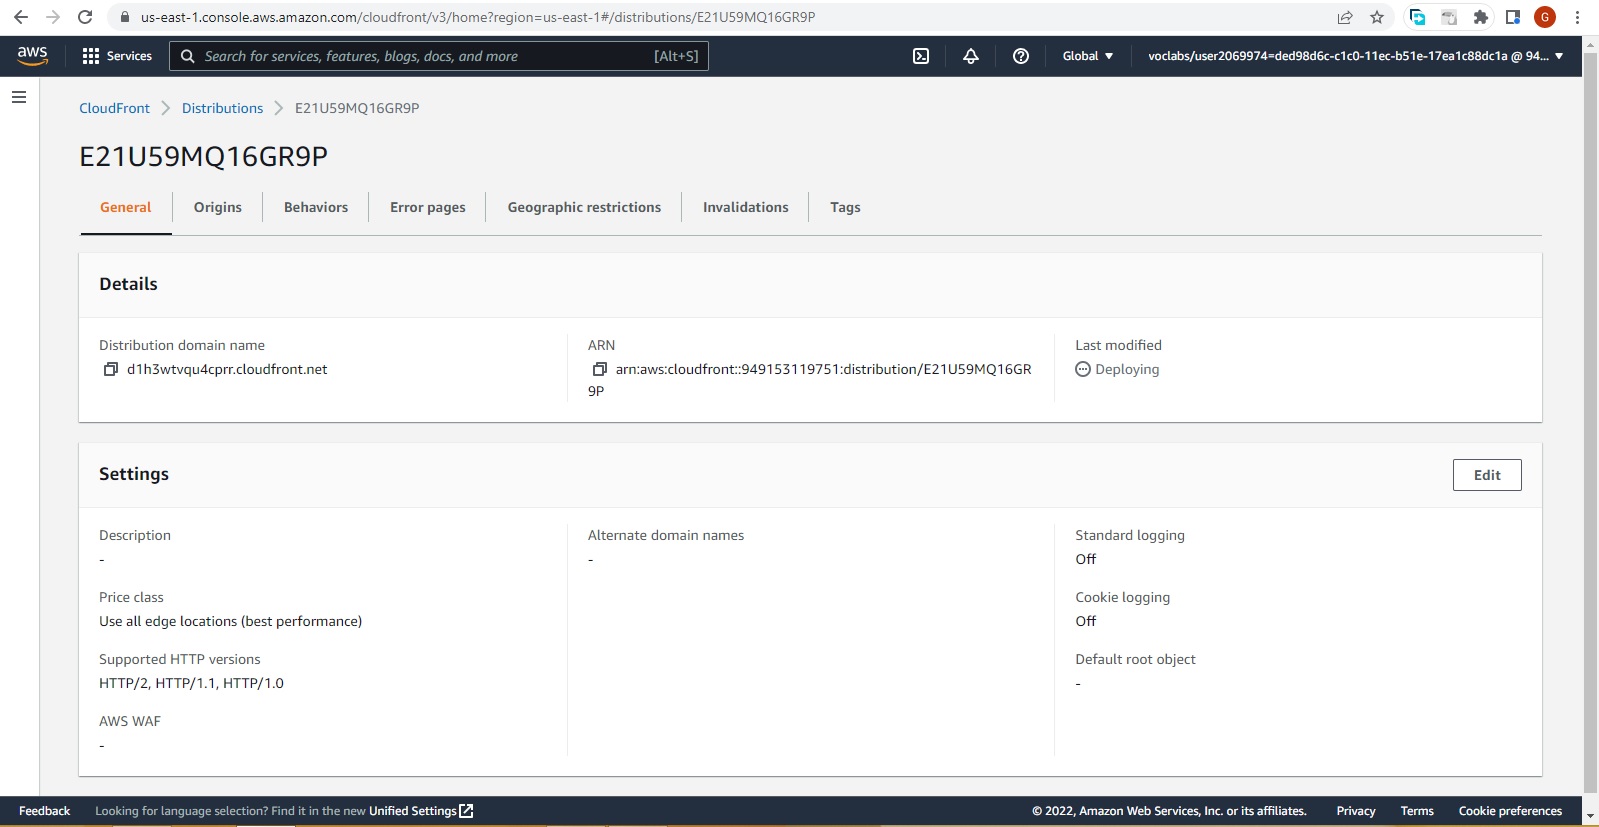 us-east-1.console.aws.amazon.com/cloudfront/v3/home?region=us-east-1#/distributions/E21U59MQ16GR9P
G
aws
Services
Search for services, features, blogs, docs, and more
[Alt+S]
Global
voclabs/user2069974=ded98d6c-c1c0-11ec-b51e-17ea1c88dc1a @ 94...
CloudFront
Distributions
E21U59MQ16GR9P
E21U59MQ16GR9P
General
Origins
Behaviors
Error pages
Geographic restrictions
Invalidations
Tags
Details
Distribution domain name
d1h3wtvqu4cprr.cloudfront.net
ARN
arn:aws:cloudfront::949153119751:distribution/E21U59MQ16GR
9P
Last modified
Deploying
Settings
Edit
Description
-
Price class
Use all edge locations (best performance)
Supported HTTP versions
HTTP/2, HTTP/1.1, HTTP/1.0
AWS WAF
-
Alternate domain names
-
Standard logging
Off
Cookie logging
Off
Default root object
-
Feedback
Looking for language selection? Find it in the new Unified Settings
© 2022, Amazon Web Services, Inc. or its affiliates.
Privacy
Terms
Cookie preferences